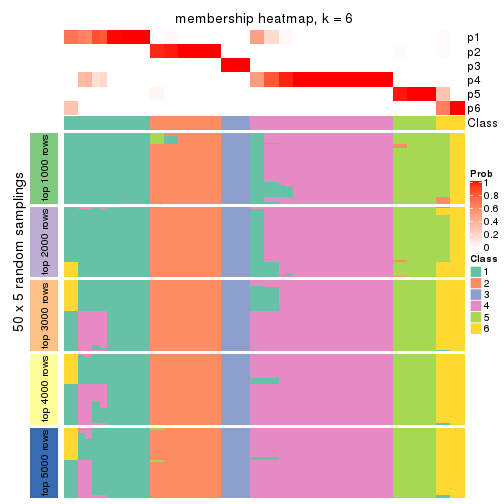 membership heatmap, k = 6
p1
p2
p3
p4
p5
p6
Class
50 x 5 random samplings
top 1000 rows
top 2000 rows
top 3000 rows
top 4000 rows
top 5000 rows
Prob
1
0.8
0.6
0.4
0.2
0
Class
1
2
3
4
5
6